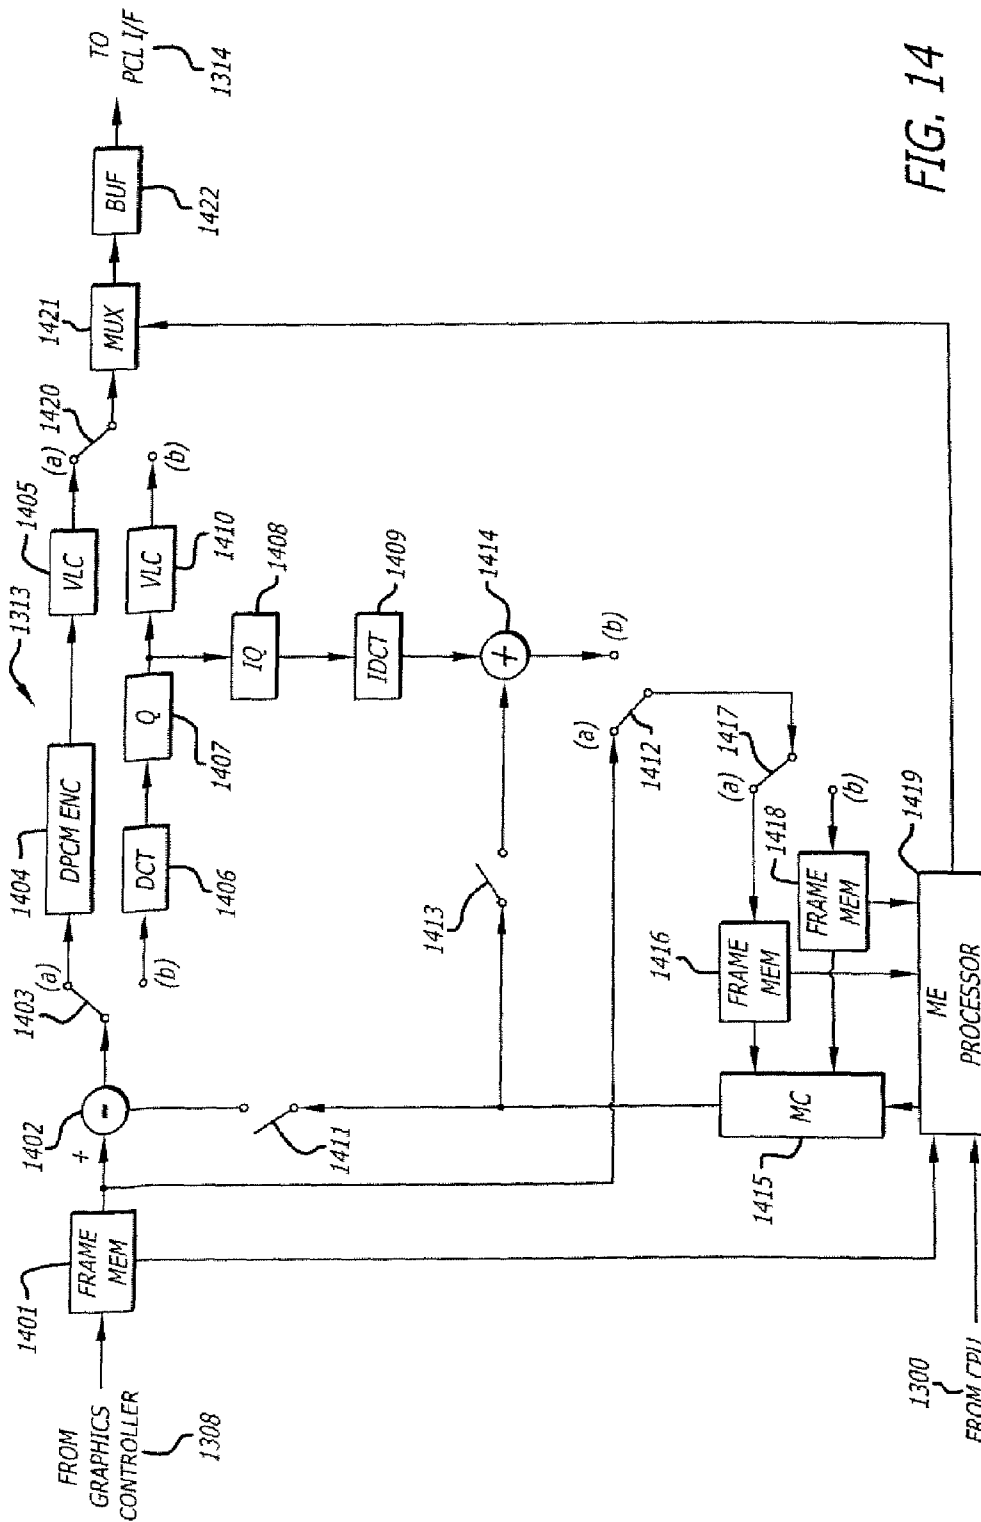 FROM
GRAPHICS
CONTROLLER
1308
1401
FRAME
MEM
1402
+
-
1403
(a)
(b)
1404
DPCM ENC
1313
1405
VLC
(a)
(b)
1420
1421
MUX
BUF
1422
TO
PCL I/F
1314
DCT
1406
Q
1407
VLC
1410
IQ
1408
IDCT
1409
+
1414
(b)
1411
1413
(a)
1412
1417
(a)
(b)
1416
FRAME
MEM
1418
FRAME
MEM
MC
1415
1419
ME
PROCESSOR
1300
FROM CPU
FIG. 14